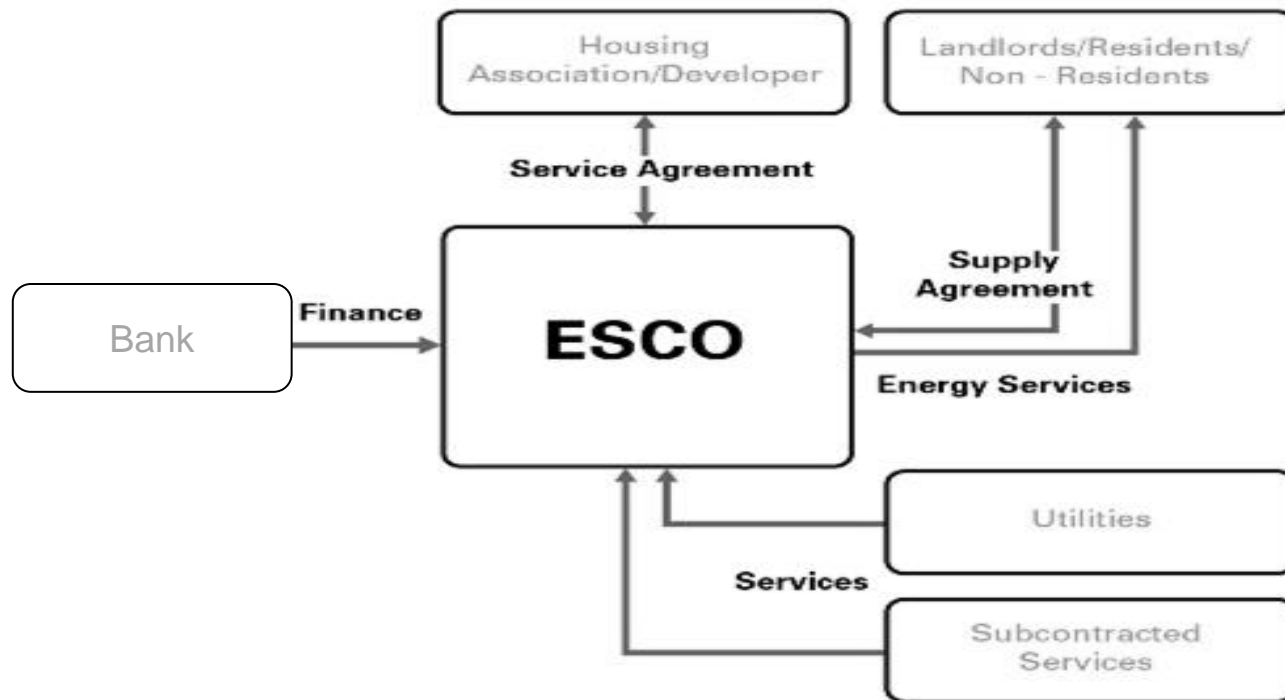 Housing
Association/Developer
Landlords/Residents/
Non - Residents
Service Agreement
Supply
Agreement
Bank
Finance
ESCO
Energy Services
Utilities
Services
Subcontracted
Services